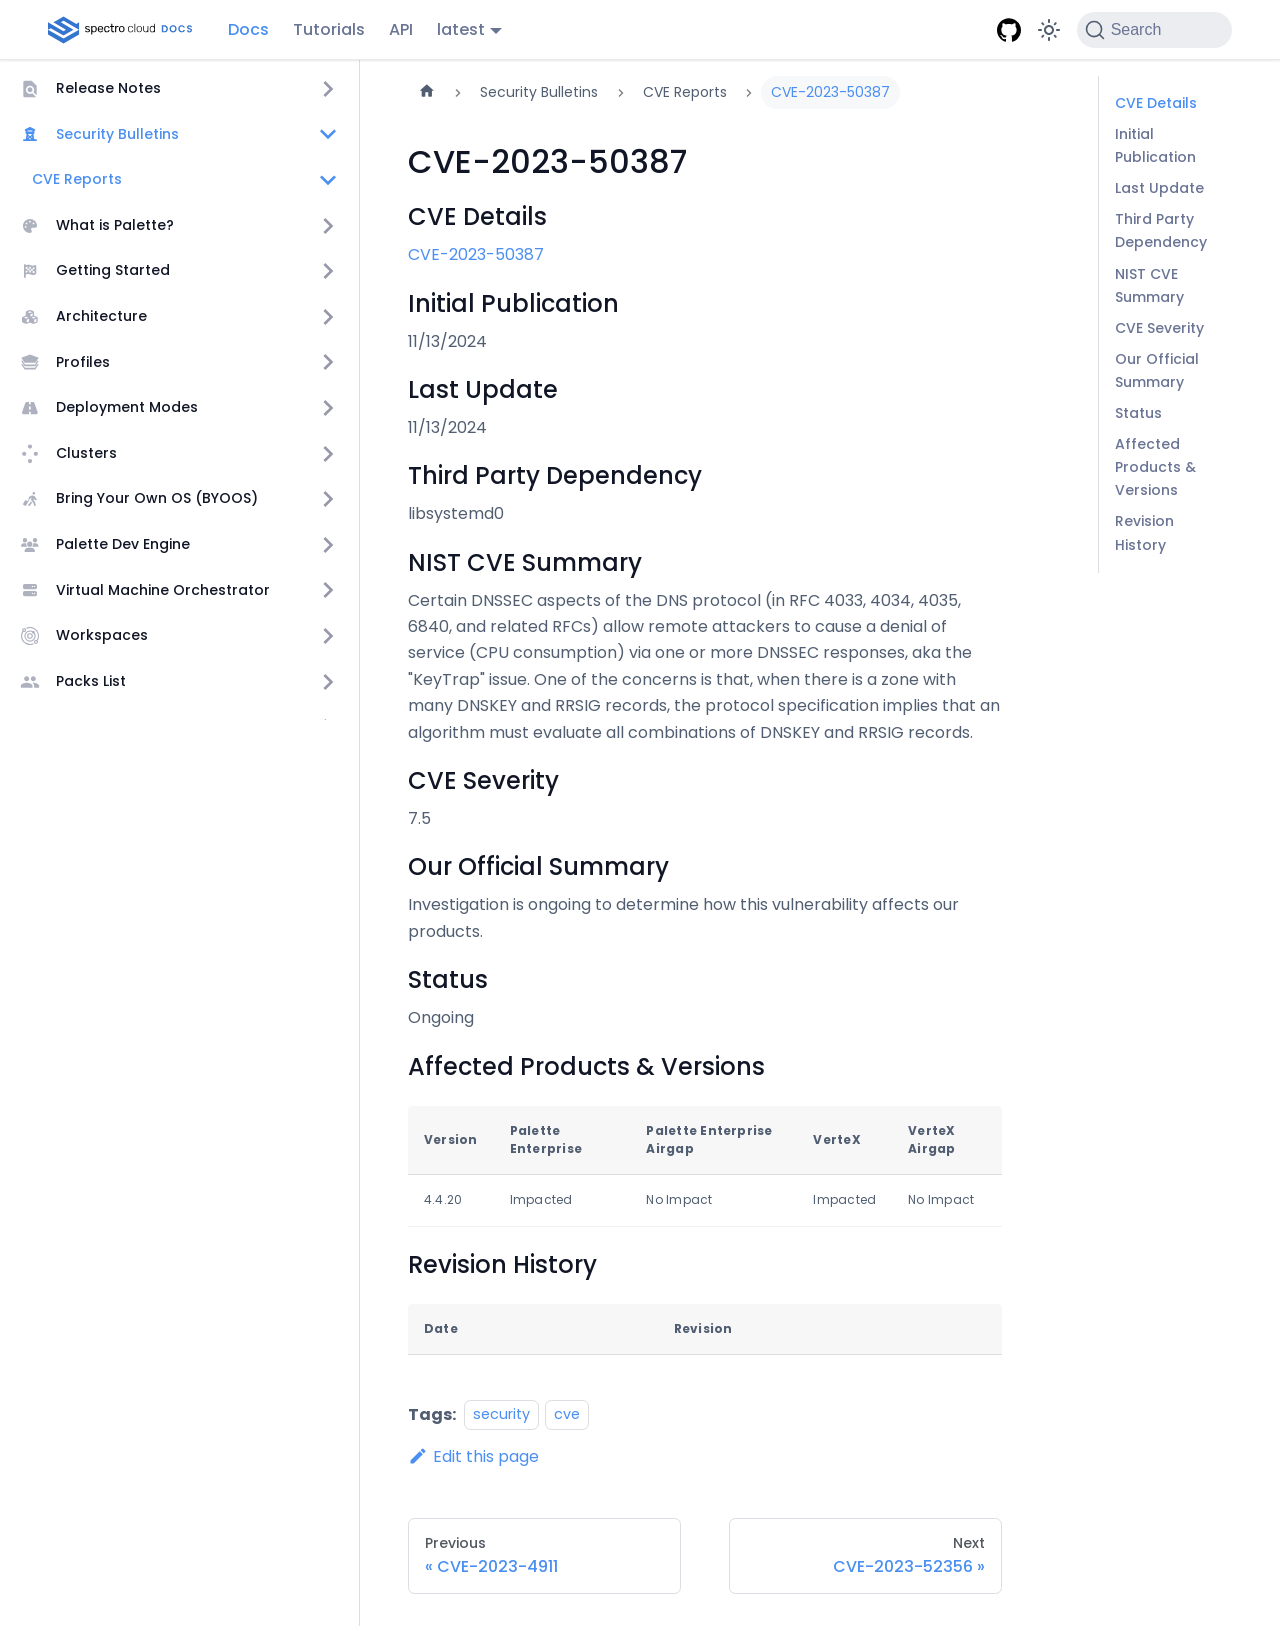 spectro cloud DOCS
Docs
Tutorials
API
latest
Search
Release Notes
Security Bulletins
CVE Reports
What is Palette?
Getting Started
Architecture
Profiles
Deployment Modes
Clusters
Bring Your Own OS (BYOOS)
Palette Dev Engine
Virtual Machine Orchestrator
Workspaces
Packs List
Security Bulletins
CVE Reports
CVE-2023-50387
CVE-2023-50387
CVE Details
CVE-2023-50387
Initial Publication
11/13/2024
Last Update
11/13/2024
Third Party Dependency
libsystemd0
NIST CVE Summary
Certain DNSSEC aspects of the DNS protocol (in RFC 4033, 4034, 4035,
6840, and related RFCs) allow remote attackers to cause a denial of
service (CPU consumption) via one or more DNSSEC responses, aka the
"KeyTrap" issue. One of the concerns is that, when there is a zone with
many DNSKEY and RRSIG records, the protocol specification implies that an
algorithm must evaluate all combinations of DNSKEY and RRSIG records.
CVE Severity
7.5
Our Official Summary
Investigation is ongoing to determine how this vulnerability affects our
products.
Status
Ongoing
Affected Products & Versions
Version
Palette
Enterprise
Palette Enterprise
Airgap
VerteX
VerteX
Airgap
4.4.20 Impacted No Impact Impacted No Impact
Revision History
Date Revision
Tags: security cve
Edit this page
Previous
« CVE-2023-4911
Next
CVE-2023-52356 »
CVE Details
Initial
Publication
Last Update
Third Party
Dependency
NIST CVE
Summary
CVE Severity
Our Official
Summary
Status
Affected
Products &
Versions
Revision
History